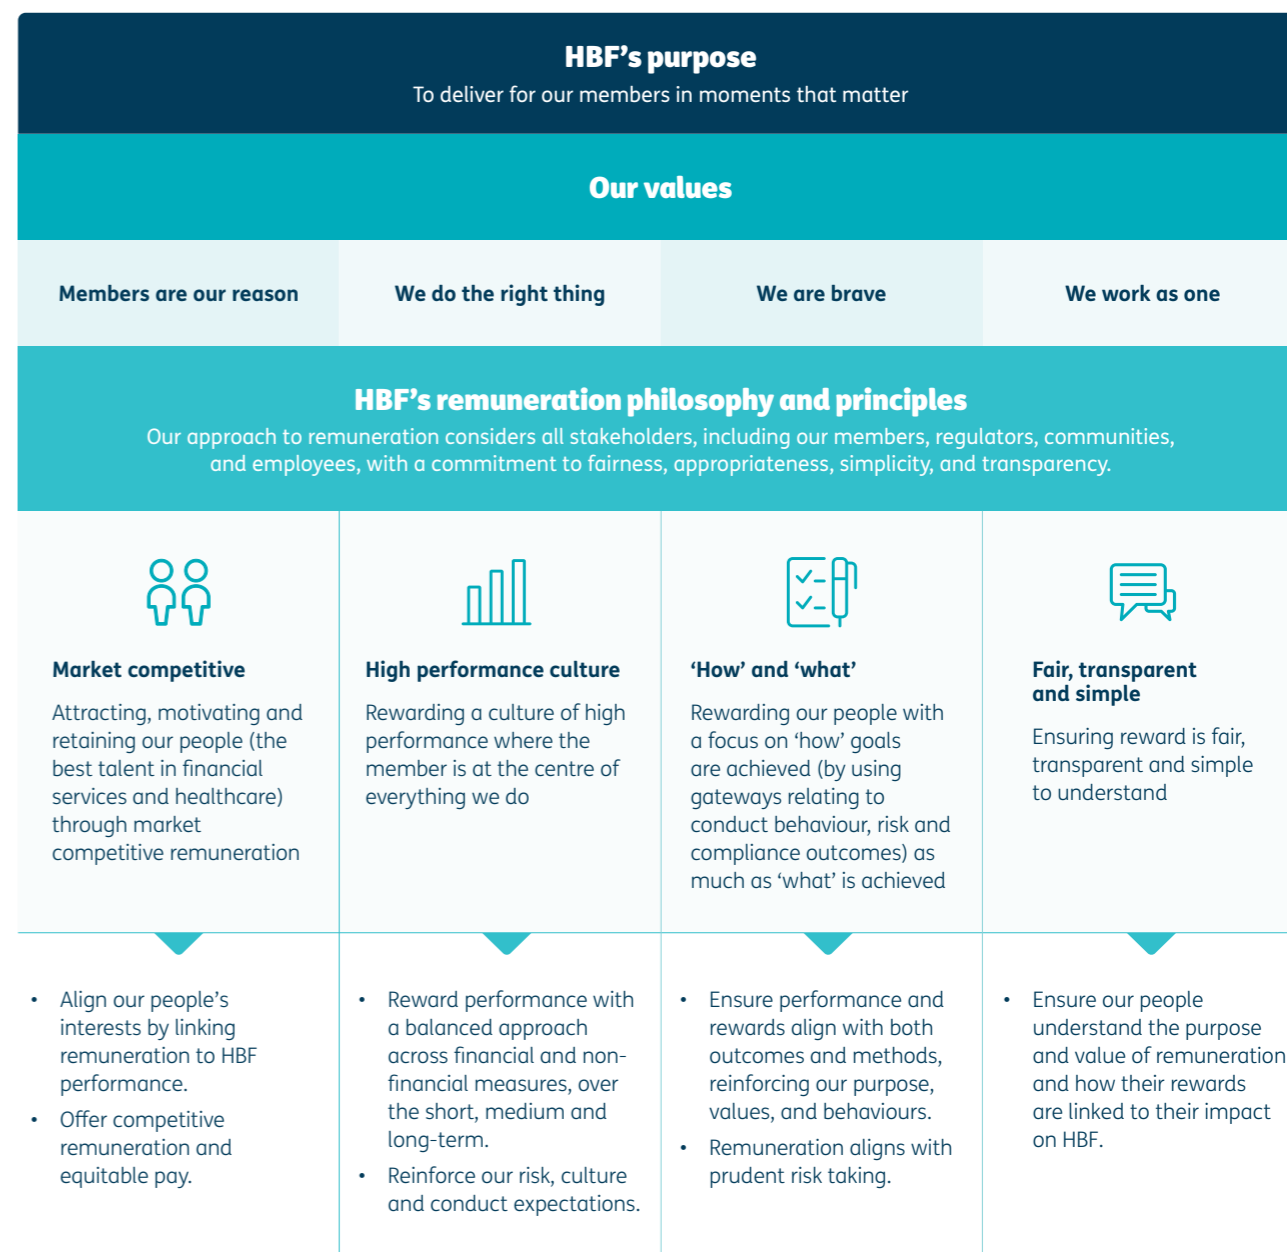 HBF’s purpose
To deliver for our members in moments that matter
Our values
Members are our reason
We do the right thing
We are brave
We work as one
HBF’s remuneration philosophy and principles
Our approach to remuneration considers all stakeholders, including our members, regulators, communities,
and employees, with a commitment to fairness, appropriateness, simplicity, and transparency.
Market competitive
Attracting, motivating and
retaining our people (the
best talent in financial
services and healthcare)
through market
competitive remuneration
High performance culture
Rewarding a culture of high
performance where the
member is at the centre of
everything we do
‘How’ and ‘what’
Rewarding our people with
a focus on ‘how’ goals
are achieved (by using
gateways relating to
conduct behaviour, risk and
compliance outcomes) as
much as ‘what’ is achieved
Fair, transparent
and simple
Ensuring reward is fair,
transparent and simple
to understand
• Align our people’s
interests by linking
remuneration to HBF
performance.
• Offer competitive
remuneration and
equitable pay.
• Reward performance with
a balanced approach
across financial and non-
financial measures, over
the short, medium and
long-term.
• Reinforce our risk, culture
and conduct expectations.
• Ensure performance and
rewards align with both
outcomes and methods,
reinforcing our purpose,
values, and behaviours.
• Remuneration aligns with
prudent risk taking.
• Ensure our people
understand the purpose
and value of remuneration
and how their rewards
are linked to their impact
on HBF.